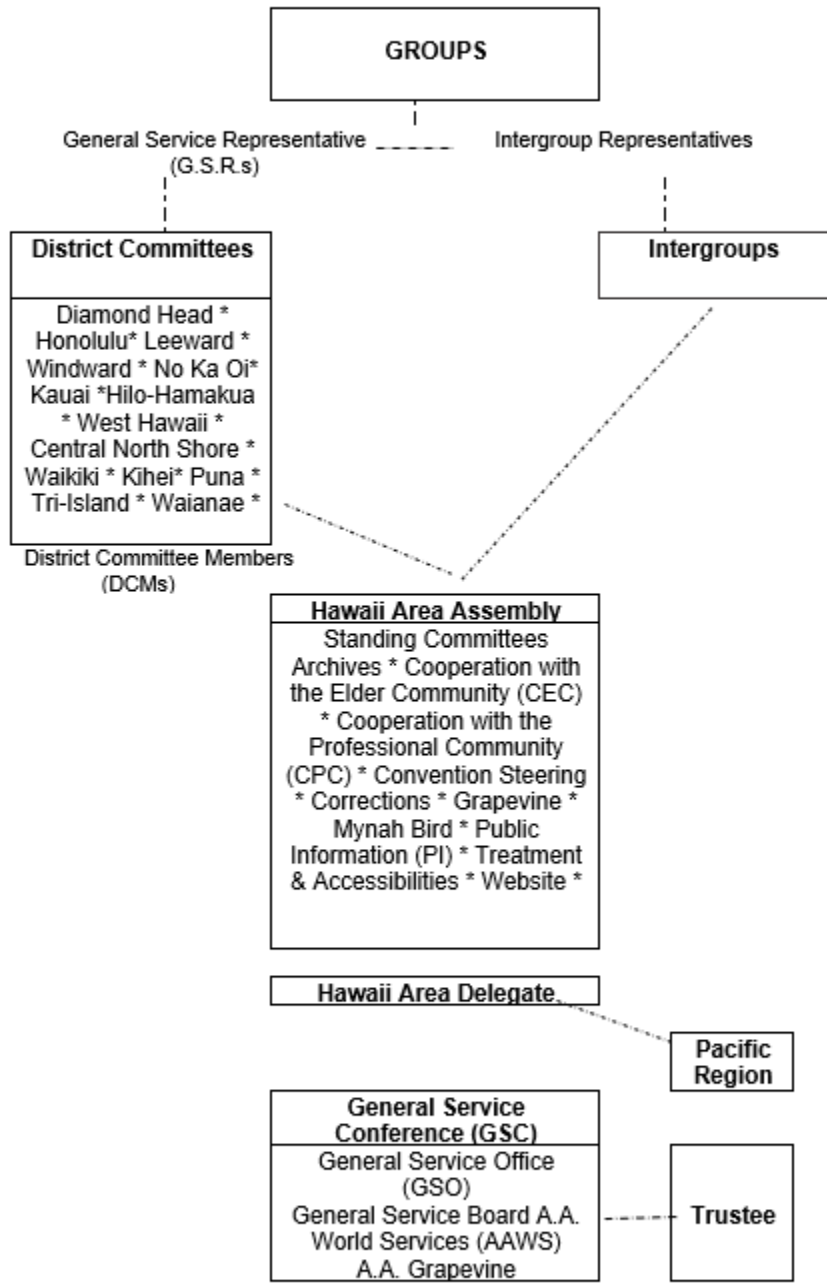 GROUPS
General Service Representative
(G.S.R.s)
Intergroup Representatives
District Committees
Diamond Head *
Honolulu* Leeward *
Windward * No Ka Oi*
Kauai *Hilo-Hamakua
* West Hawaii *
Central North Shore *
Waikiki * Kihei* Puna *
Tri-Island * Waianae *
District Committee Members
(DCMs)
Intergroups
Hawaii Area Assembly
Standing Committees
Archives * Cooperation with
the Elder Community (CEC)
* Cooperation with the
Professional Community
(CPC) * Convention Steering
* Corrections * Grapevine *
Mynah Bird * Public
Information (PI) * Treatment
& Accessibilities * Website *
Hawaii Area Delegate
Pacific
Region
General Service
Conference (GSC)
General Service Office
(GSO)
General Service Board A.A.
World Services (AAWS)
A.A. Grapevine
Trustee